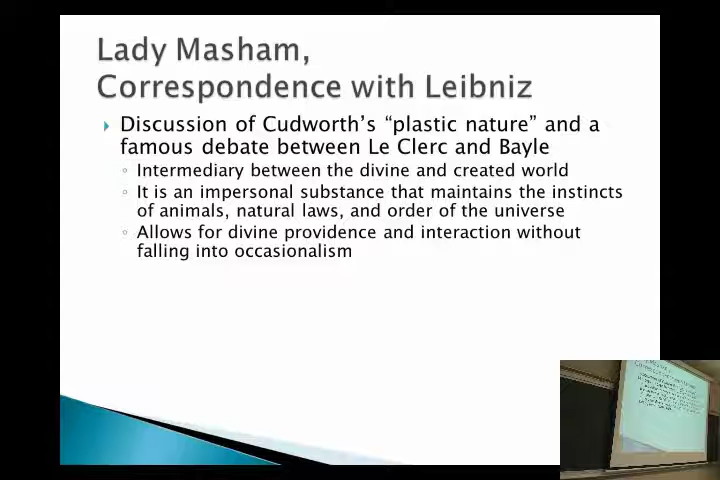 Lady Masham,
Correspondence with Leibniz
Discussion of Cudworth's “plastic nature” and a
famous debate between Le Clerc and Bayle
Intermediary between the divine and created world
It is an impersonal substance that maintains the instincts
of animals, natural laws, and order of the universe
Allows for divine providence and interaction without
falling into occasionalism